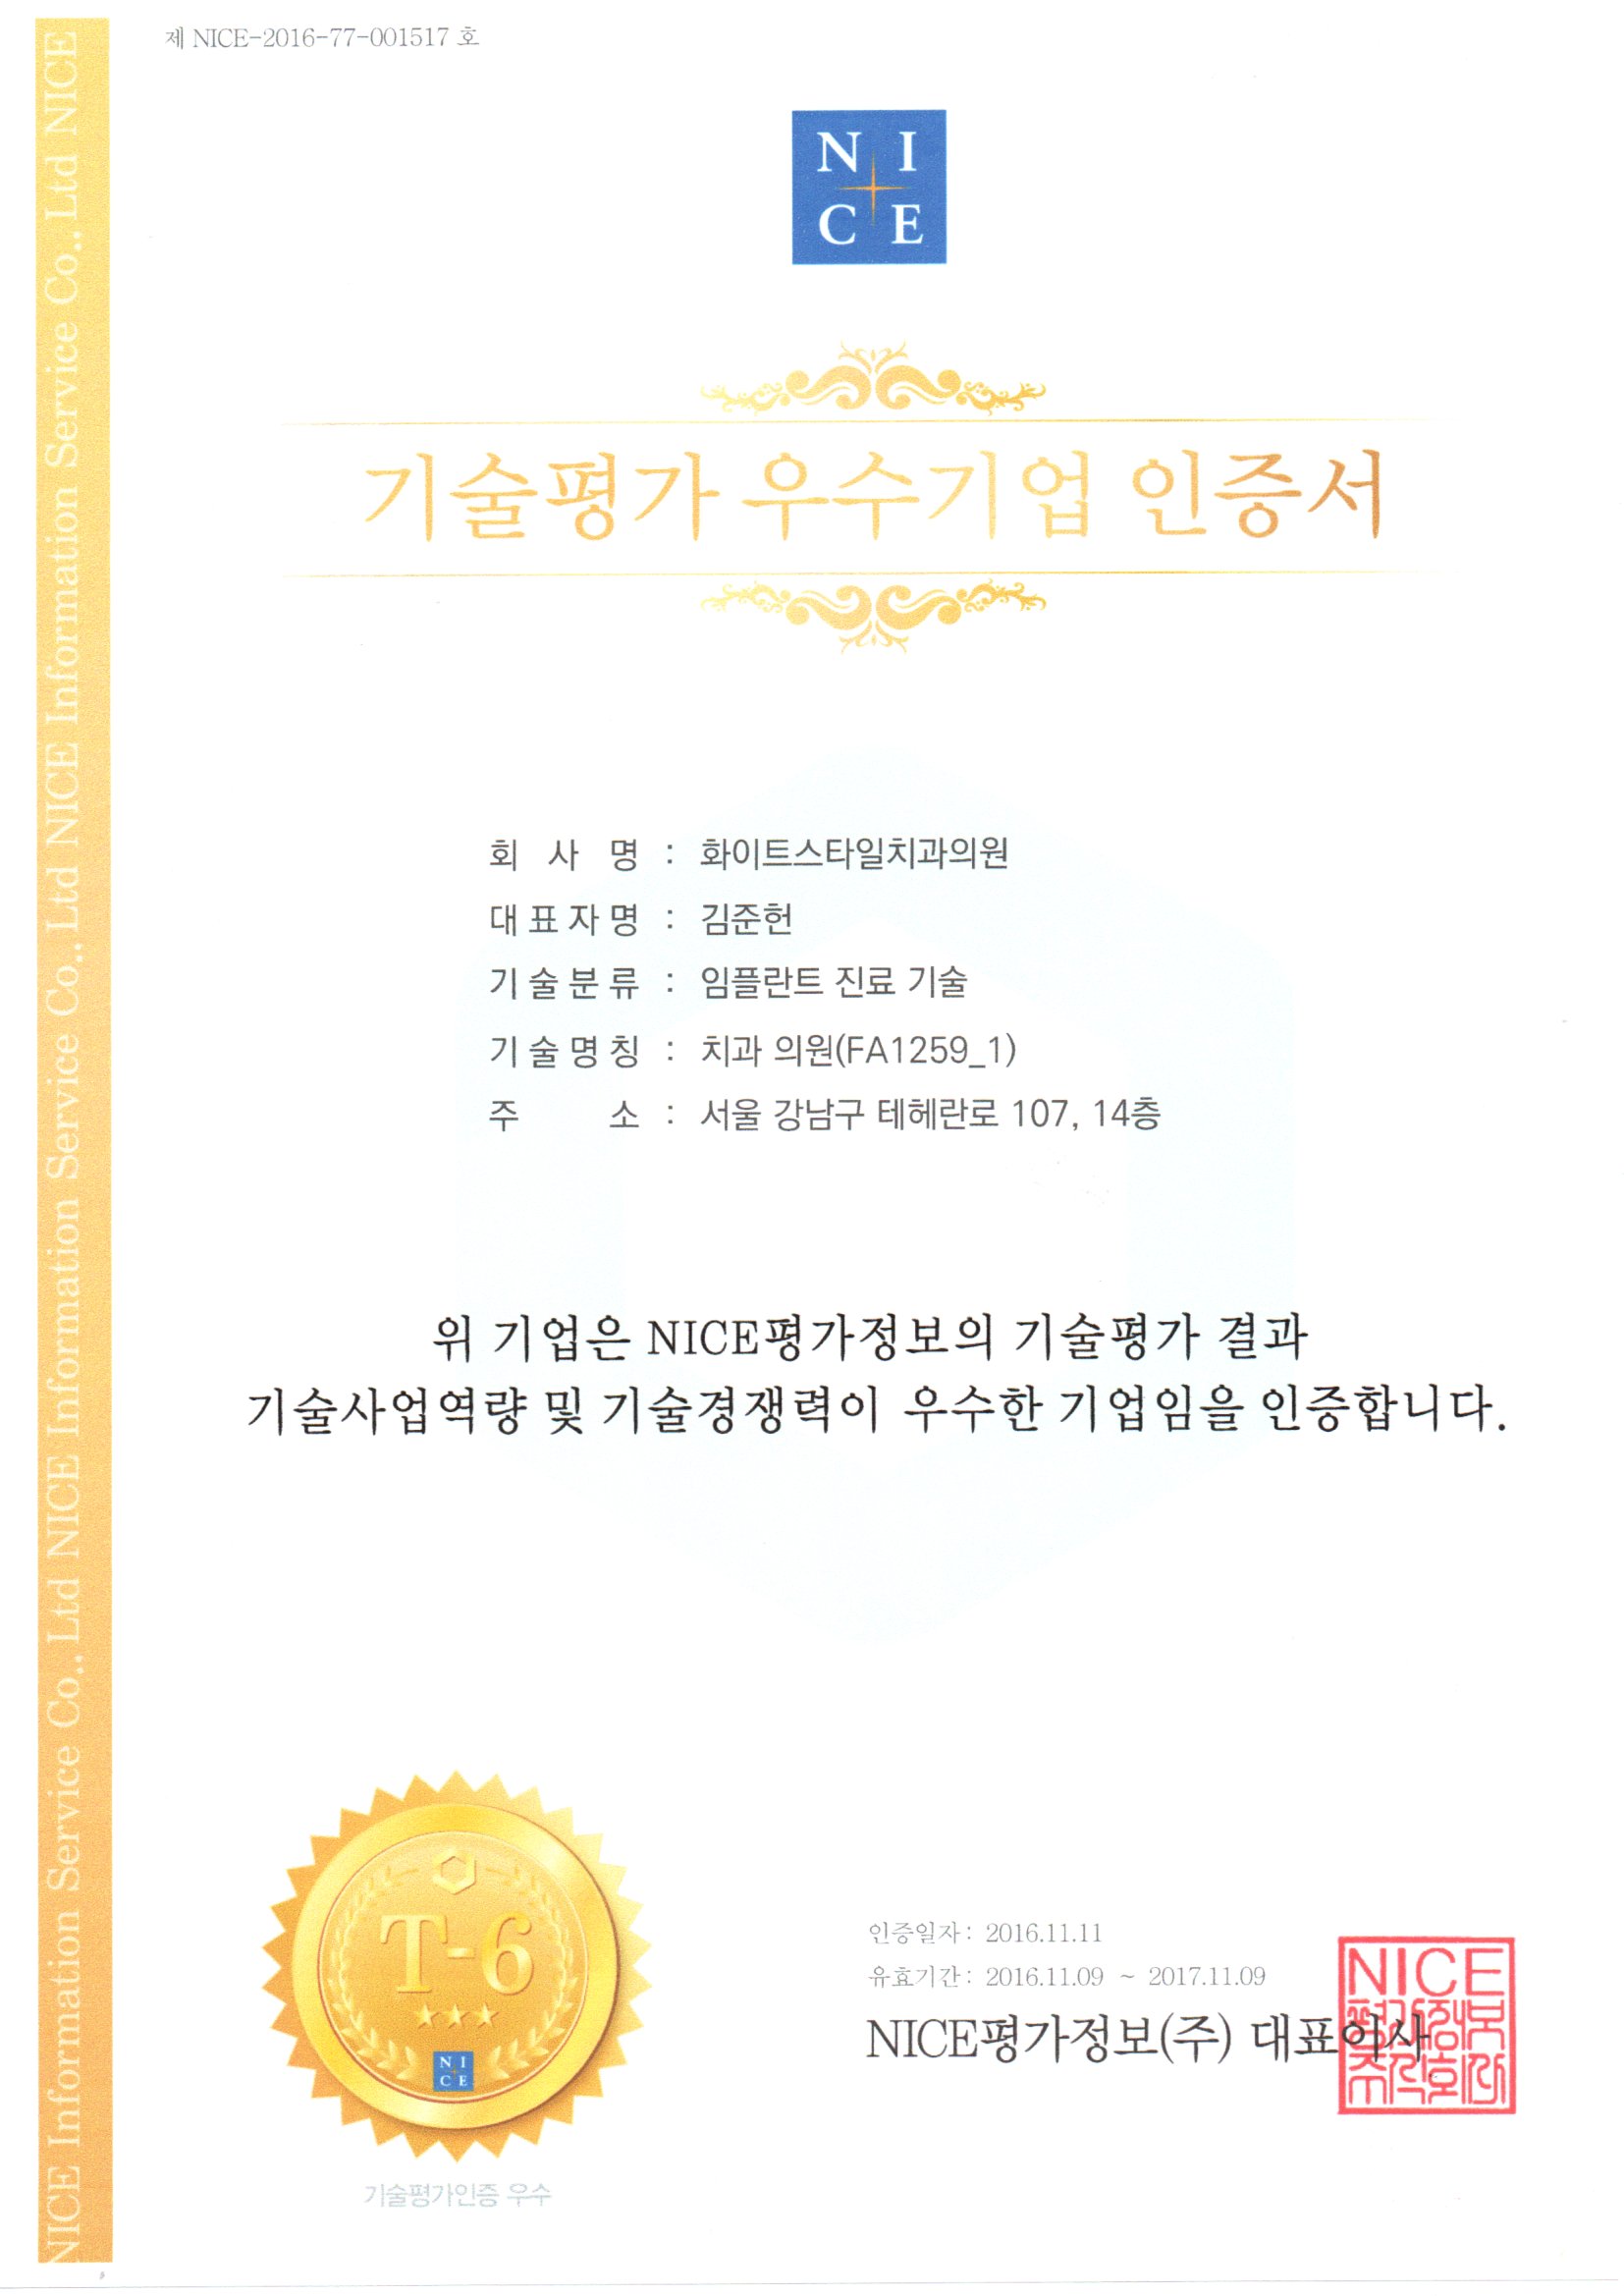 제 NICE-2016-77-001517 호
N I
C E
기술평가 우수기업 인증서
회 사 명 : 화이트스타일치과의원
대표자명 : 김준헌
기술분류 : 임플란트 진료 기술
기술명칭 : 치과 의원(FA1259_1)
주 소 : 서울 강남구 테헤란로 107, 14층
위 기업은 NICE평가정보의 기술평가 결과
기술사업역량 및 기술경쟁력이 우수한 기업임을 인증합니다.
T-6
N I
C E
기술평가인증 우수
인증일자: 2016.11.11
유효기간: 2016.11.09 ~ 2017.11.09
NICE평가정보(주) 대표이사
NICE
NICE Information Service Co., Ltd NICE Information Service Co., Ltd NICE Information Service Co., Ltd NICE Information Service Co., Ltd NICE